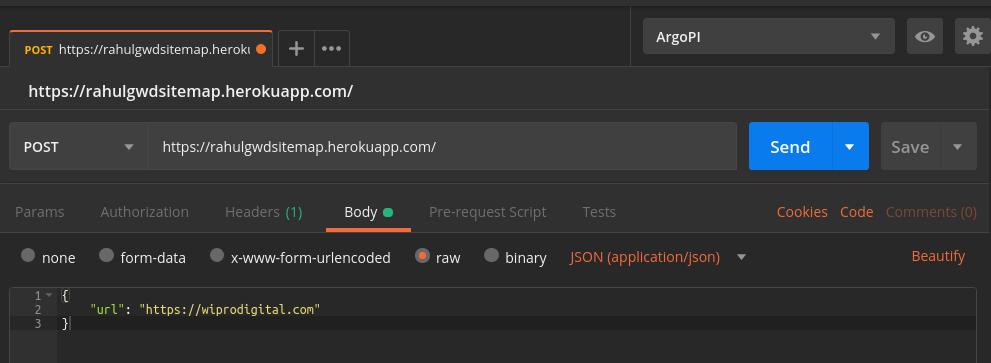 POST https://rahulgwdsitemap.heroku
ArgoPI
https://rahulgwdsitemap.herokuapp.com/
POST https://rahulgwdsitemap.herokuapp.com/ Send Save
Params Authorization Headers (1) Body Pre-request Script Tests Cookies Code Comments (0)
none form-data x-www-form-urlencoded raw binary JSON (application/json) Beautify
1 {
2 "url": "https://wiprodigital.com"
3 }